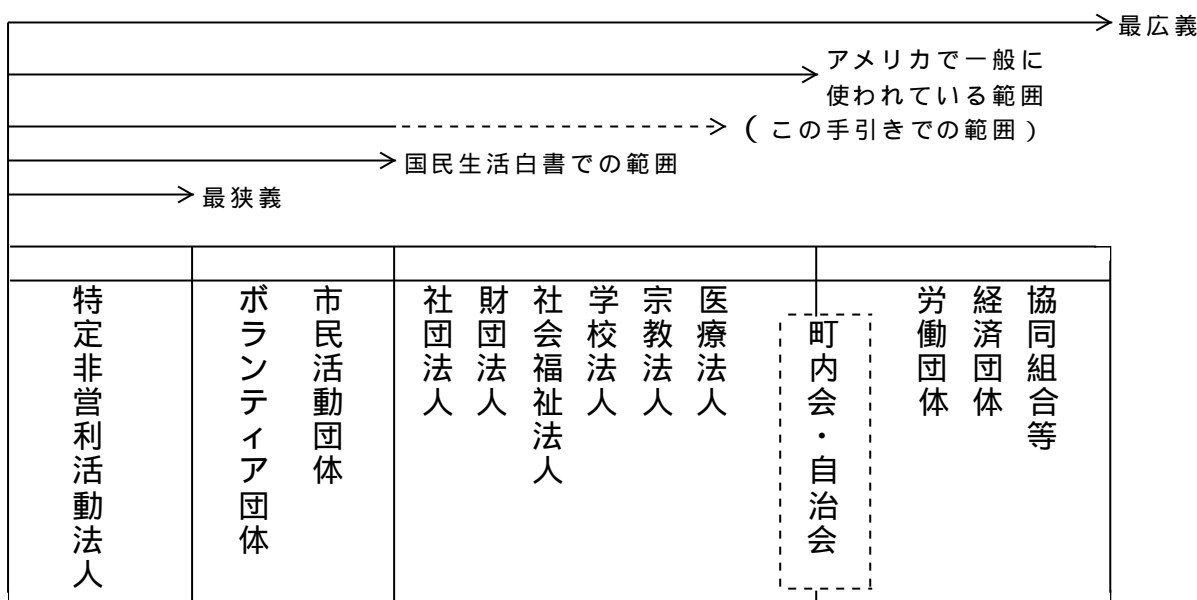 最広義
アメリカで一般に
使われている範囲
(この手引きでの範囲)
国民生活白書での範囲
最狭義
特定非営利活動法人
ボランティア団体
市民活動団体
社団法人
財団法人
社会福祉法人
学校法人
宗教法人
医療法人
町内会・自治会
労働団体
経済団体
協同組合等